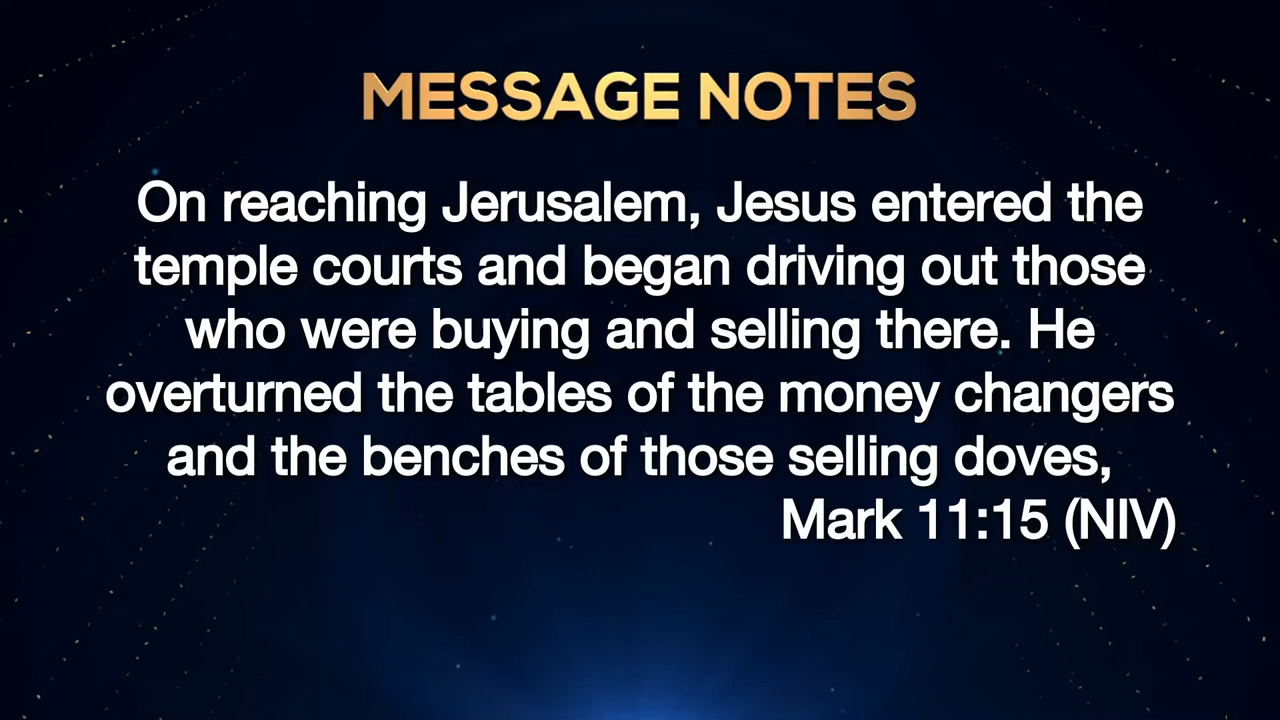 MESSAGE NOTES
On reaching Jerusalem, Jesus entered the
temple courts and began driving out those
who were buying and selling there. He
overturned the tables of the money changers
and the benches of those selling doves,
Mark 11:15 (NIV)